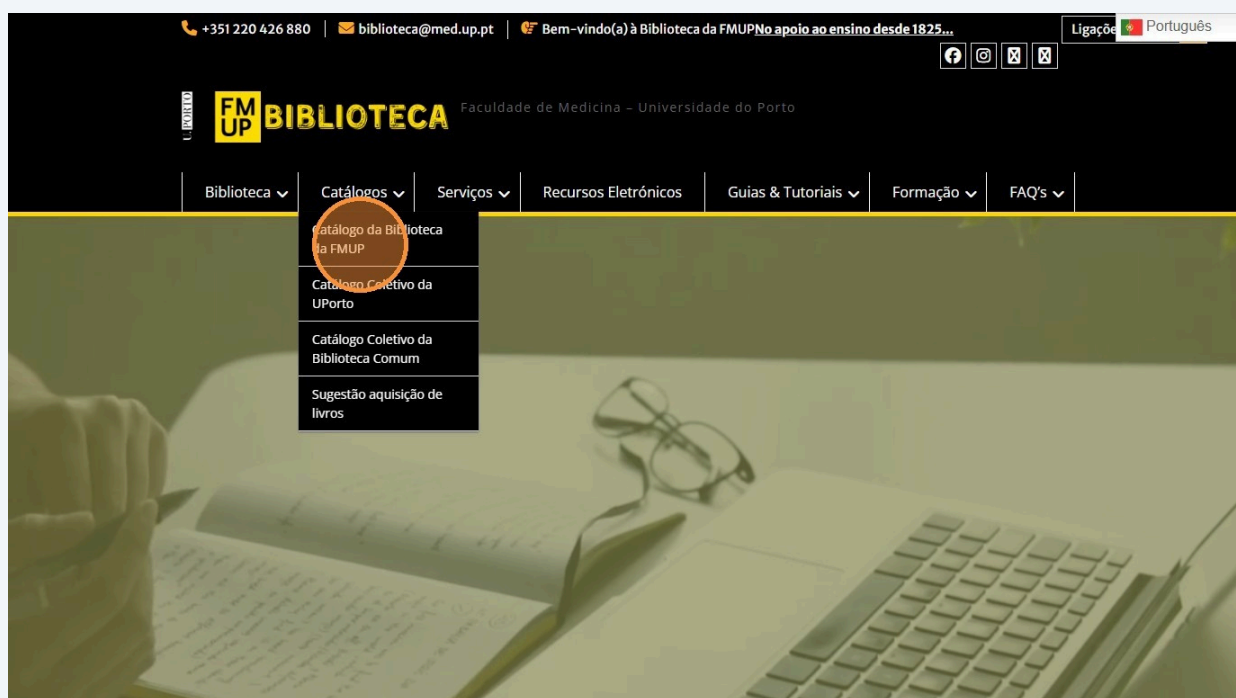 +351 220 426 880 | biblioteca@med.up.pt | Bem-vindo(a) à Biblioteca da FMUP No apoio ao ensino desde 1825...
Português
U.PORTO
FM
UP
BIBLIOTECA
Faculdade de Medicina – Universidade do Porto
Biblioteca
Catálogos
Serviços
Recursos Eletrónicos
Guias & Tutoriais
Formação
FAQ's
Catálogo da Biblioteca
da FMUP
Catálogo Coletivo da
UPorto
Catálogo Coletivo da
Biblioteca Comum
Sugestão aquisição de
livros